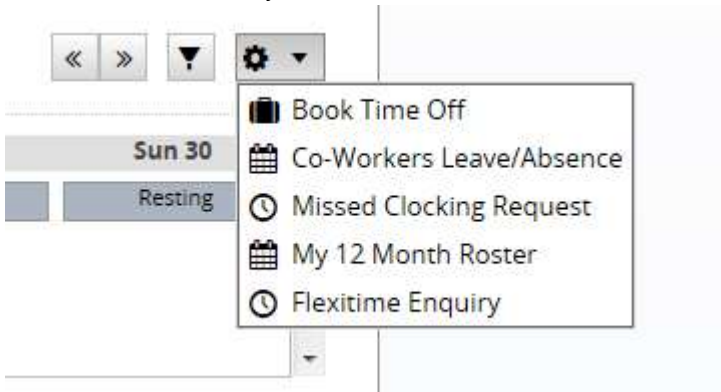 Book Time Off
Sun 30
Co-Workers Leave/Absence
Resting
Missed Clocking Request
My 12 Month Roster
Flexitime Enquiry